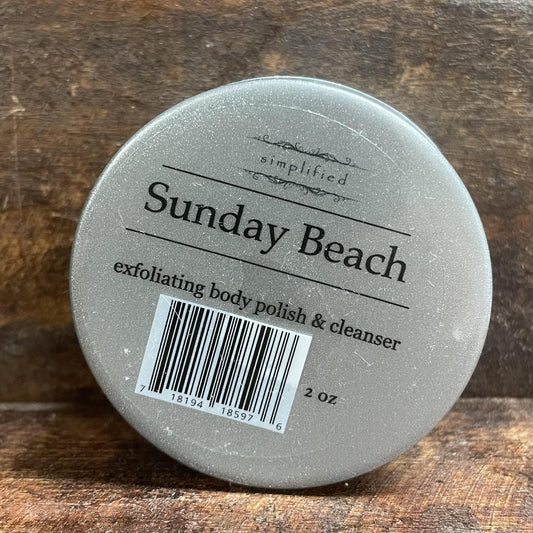 simplified
Sunday Beach
exfoliating body polish & cleanser
2 oz
7 18194 18597 6